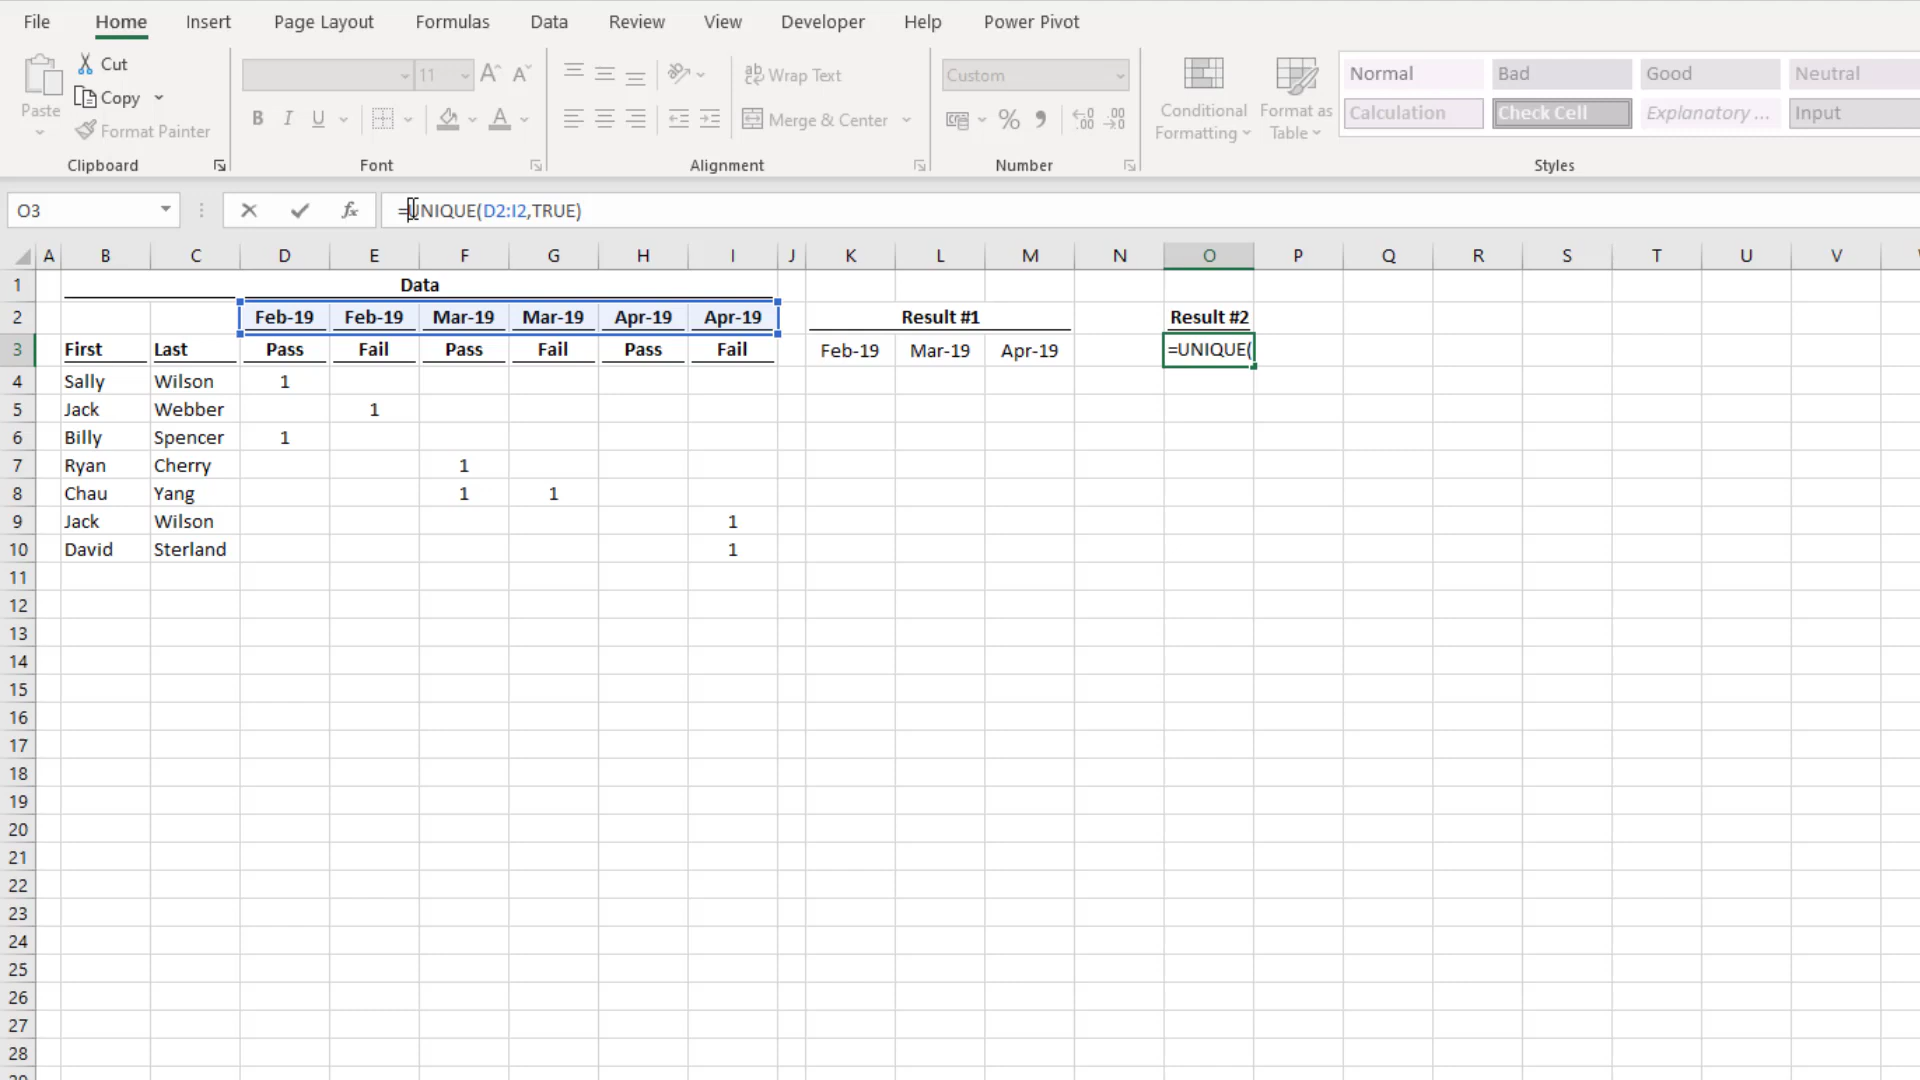 File Home Insert Page Layout Formulas Data Review View Developer Help Power Pivot
Paste
Cut
Copy
Format Painter
Clipboard
11 A A
B I U A
Font
ab Wrap Text
Merge & Center
Alignment
Custom
% 9 .00 .00
Number
Conditional Formatting
Format as Table
Normal Bad Good Neutral
Calculation Check Cell Explanatory ... Input
Styles
O3 fx =UNIQUE(D2:I2,TRUE)
A B C D E F G H I J K L M N O P Q R S T U V
1 Data
2 Feb-19 Feb-19 Mar-19 Mar-19 Apr-19 Apr-19 Result #1 Result #2
3 First Last Pass Fail Pass Fail Pass Fail Feb-19 Mar-19 Apr-19 =UNIQUE(
4 Sally Wilson 1
5 Jack Webber 1
6 Billy Spencer 1
7 Ryan Cherry 1
8 Chau Yang 1 1
9 Jack Wilson 1
10 David Sterland 1
11
12
13
14
15
16
17
18
19
20
21
22
23
24
25
26
27
28